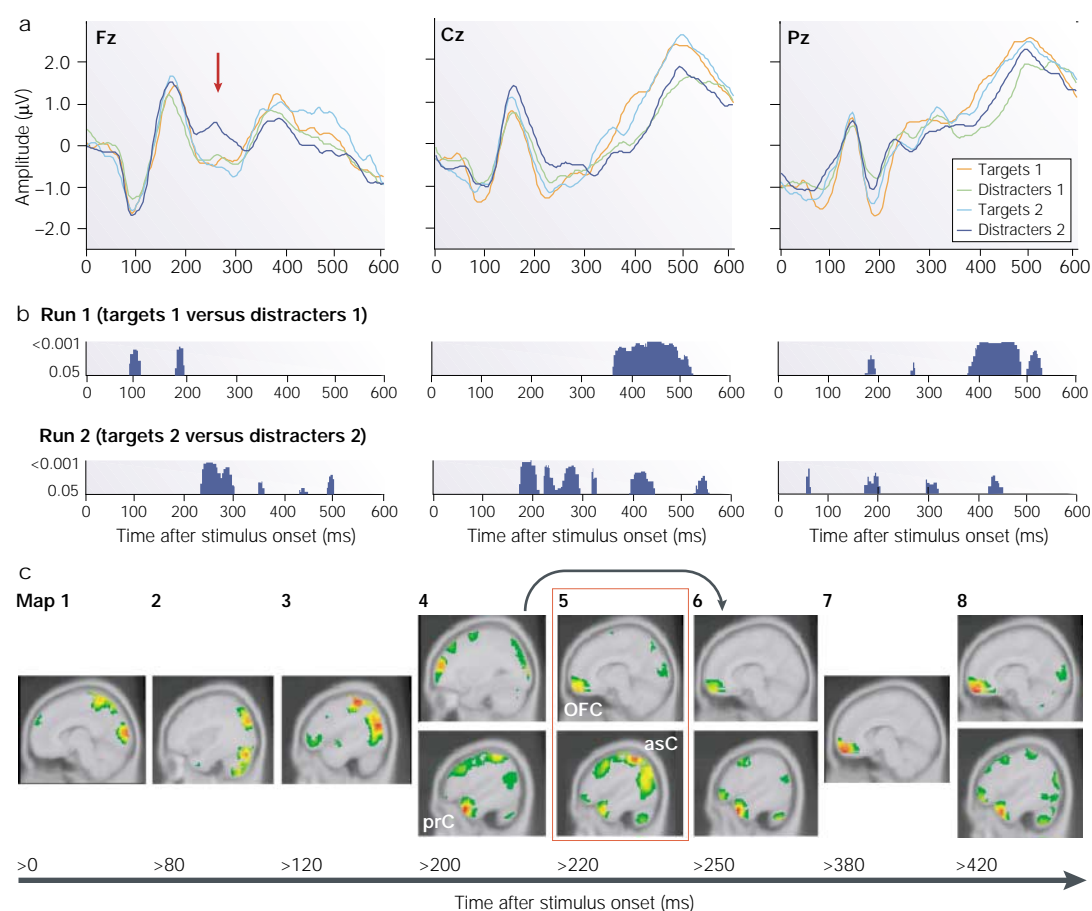 a
Fz
Cz
Pz
Amplitude (µV)
2.0
1.0
0
–1.0
–2.0
0 100 200 300 400 500 600
0 100 200 300 400 500 600
0 100 200 300 400 500 600
Targets 1
Distracters 1
Targets 2
Distracters 2
b Run 1 (targets 1 versus distracters 1)
<0.001
0.05
0 100 200 300 400 500 600
0 100 200 300 400 500 600
0 100 200 300 400 500 600
Run 2 (targets 2 versus distracters 2)
<0.001
0.05
0 100 200 300 400 500 600
0 100 200 300 400 500 600
0 100 200 300 400 500 600
Time after stimulus onset (ms)
Time after stimulus onset (ms)
Time after stimulus onset (ms)
c
Map 1 2 3 4 5 6 7 8
OFC
asC
prC
>0 >80 >120 >200 >220 >250 >380 >420
Time after stimulus onset (ms)